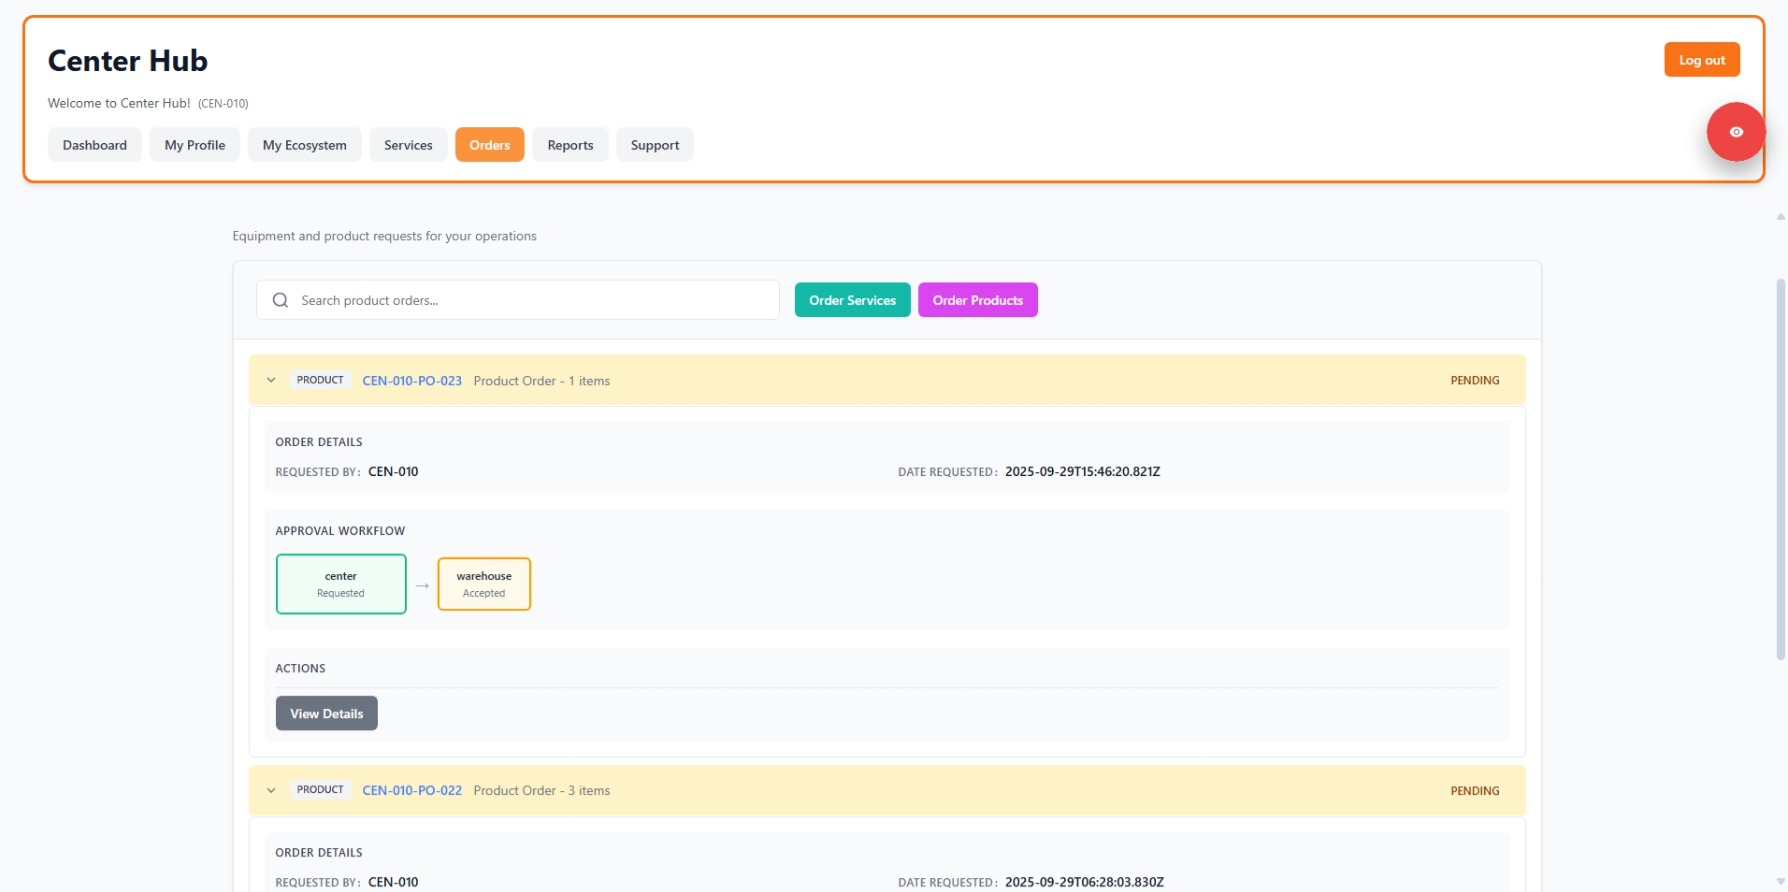 Center Hub
Log out
Welcome to Center Hub! (CEN-010)
Dashboard My Profile My Ecosystem Services Orders Reports Support
Equipment and product requests for your operations
Search product orders... Order Services Order Products
PRODUCT CEN-010-PO-023 Product Order - 1 items PENDING
ORDER DETAILS
REQUESTED BY: CEN-010 DATE REQUESTED: 2025-09-29T15:46:20.821Z
APPROVAL WORKFLOW
center → warehouse
Requested Accepted
ACTIONS
View Details
PRODUCT CEN-010-PO-022 Product Order - 3 items PENDING
ORDER DETAILS
REQUESTED BY: CEN-010 DATE REQUESTED: 2025-09-29T06:28:03.830Z